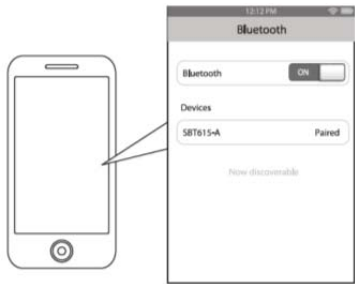 12:12 PM
Bluetooth
Bluetooth ON
Devices
SBT615-A Paired
Now discoverable